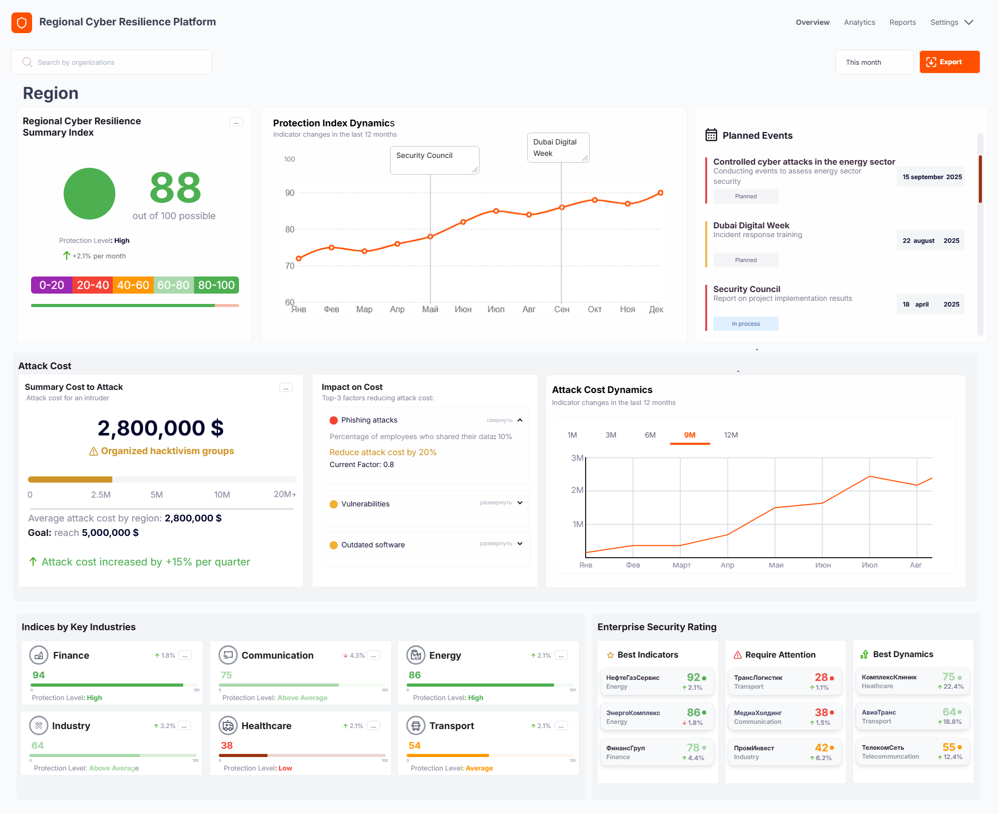 Regional Cyber Resilience Platform
Overview
Analytics
Reports
Settings
Search by organizations
This month
Export
Region
Regional Cyber Resilience
Summary Index
...
88
out of 100 possible
Protection Level: High
+2.1% per month
0-20 20-40 40-60 60-80 80-100
Protection Index Dynamics
Indicator changes in the last 12 months
Security Council
Dubai Digital
Week
100
90
80
70
60
Янв Фев Мар Апр Май Июн Июл Авг Сен Окт Ноя Дек
Planned Events
Controlled cyber attacks in the energy sector
Conducting events to assess energy sector
security
15 september 2025
Planned
Dubai Digital Week
Incident response training
22 august 2025
Planned
Security Council
Report on project implementation results
18 april 2025
In process
Attack Cost
Summary Cost to Attack
...
Attack cost for an intruder
2,800,000 $
Organized hacktivism groups
0 2.5M 5M 10M 20M+
Average attack cost by region: 2,800,000 $
Goal: reach 5,000,000 $
Attack cost increased by +15% per quarter
Impact on Cost
Top-3 factors reducing attack cost:
Phishing attacks
свернуть
Percentage of employees who shared their data: 10%
Reduce attack cost by 20%
Current Factor: 0.8
Vulnerabilities
развернуть
Outdated software
развернуть
Attack Cost Dynamics
Indicator changes in the last 12 months
1M 3M 6M 9M 12M
3M
2M
1M
Янв Фев Март Апр Маи Июн Июл Авг
Indices by Key Industries
Finance
1.8%
...
94
0 100
Protection Level: High
Communication
4.3%
...
75
0 100
Protection Level: Above Average
Energy
2.1%
...
86
0 100
Protection Level: High
Industry
3.2%
...
64
0 100
Protection Level: Above Average
Healthcare
2.1%
...
38
0 100
Protection Level: Low
Transport
2.1%
...
54
0 100
Protection Level: Average
Enterprise Security Rating
Best Indicators
НефтеГазСервис 92
Energy 2.1%
ЭнергоКомплекс 86
Energy 1.8%
ФинансГруп 78
Finance 4.4%
Require Attention
ТрансЛогистик 28
Transport 1.1%
МедиаХолдинг 38
Communication 1.5%
ПромИнвест 42
Industry 6.2%
Best Dynamics
КомплексКлиник 75
Heathcare 22.4%
АвиаТранс 64
Transport 18.8%
ТелекомСеть 55
Telecommuncation 12.4%